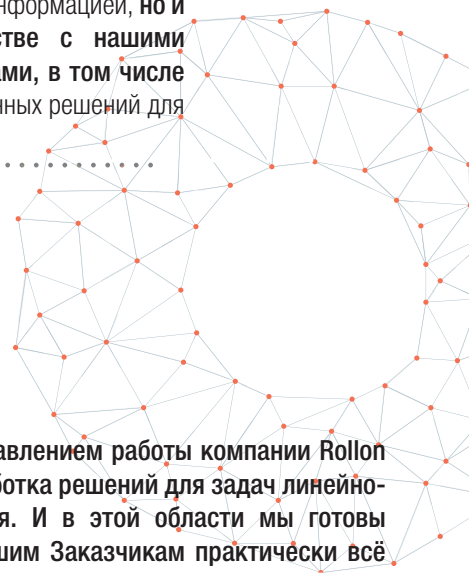 нформацией, но и
стве с нашими
ами, в том числе
нных решений для
авлением работы компании Rollon
ботка решений для задач линейно-
я. И в этой области мы готовы
шим Заказчикам практически всё